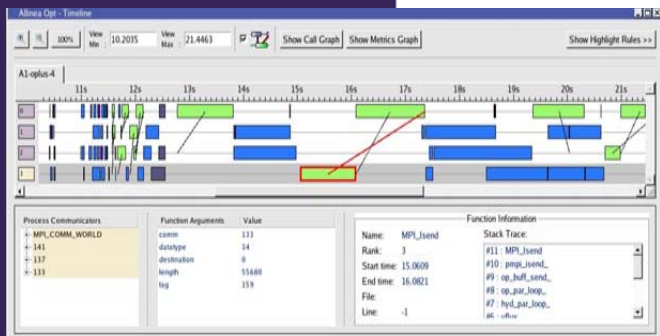 Allinea Opt - Timeline
100% View Min : 10.2035 View Max : 21.4463 Show Call Graph Show Metrics Graph Show Highlight Rules >>
A1-oplus-4
11s 12s 13s 14s 15s 16s 17s 18s 19s 20s 21s
0
1
2
3
Process Communicators
MPI_COMM_WORLD
141
137
133
Function Arguments Value
comm 133
datatype 14
destination 0
length 55680
tag 159
Function Information
Name: MPI_Isend
Rank: 3
Start time: 15.0609
End time: 16.0821
File:
Line: -1
Stack Trace:
#11 : MPI_Isend
#10 : pmpi_isend_
#9 : op_buff_send_
#8 : op_par_loop_
#7 : hyd_par_loop_